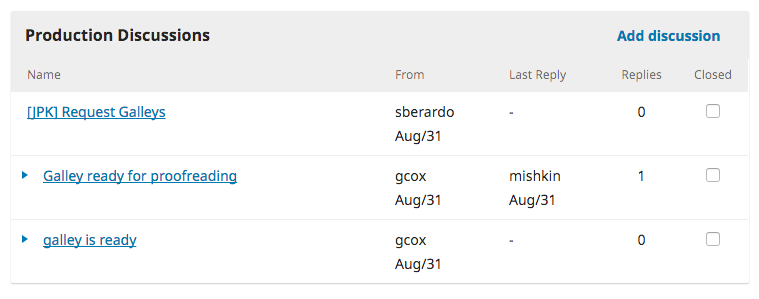 Production Discussions Add discussion
Name From Last Reply Replies Closed
[JPK] Request Galleys sberardo - 0
Aug/31
Galley ready for proofreading gcox mishkin 1
Aug/31 Aug/31
galley is ready gcox - 0
Aug/31